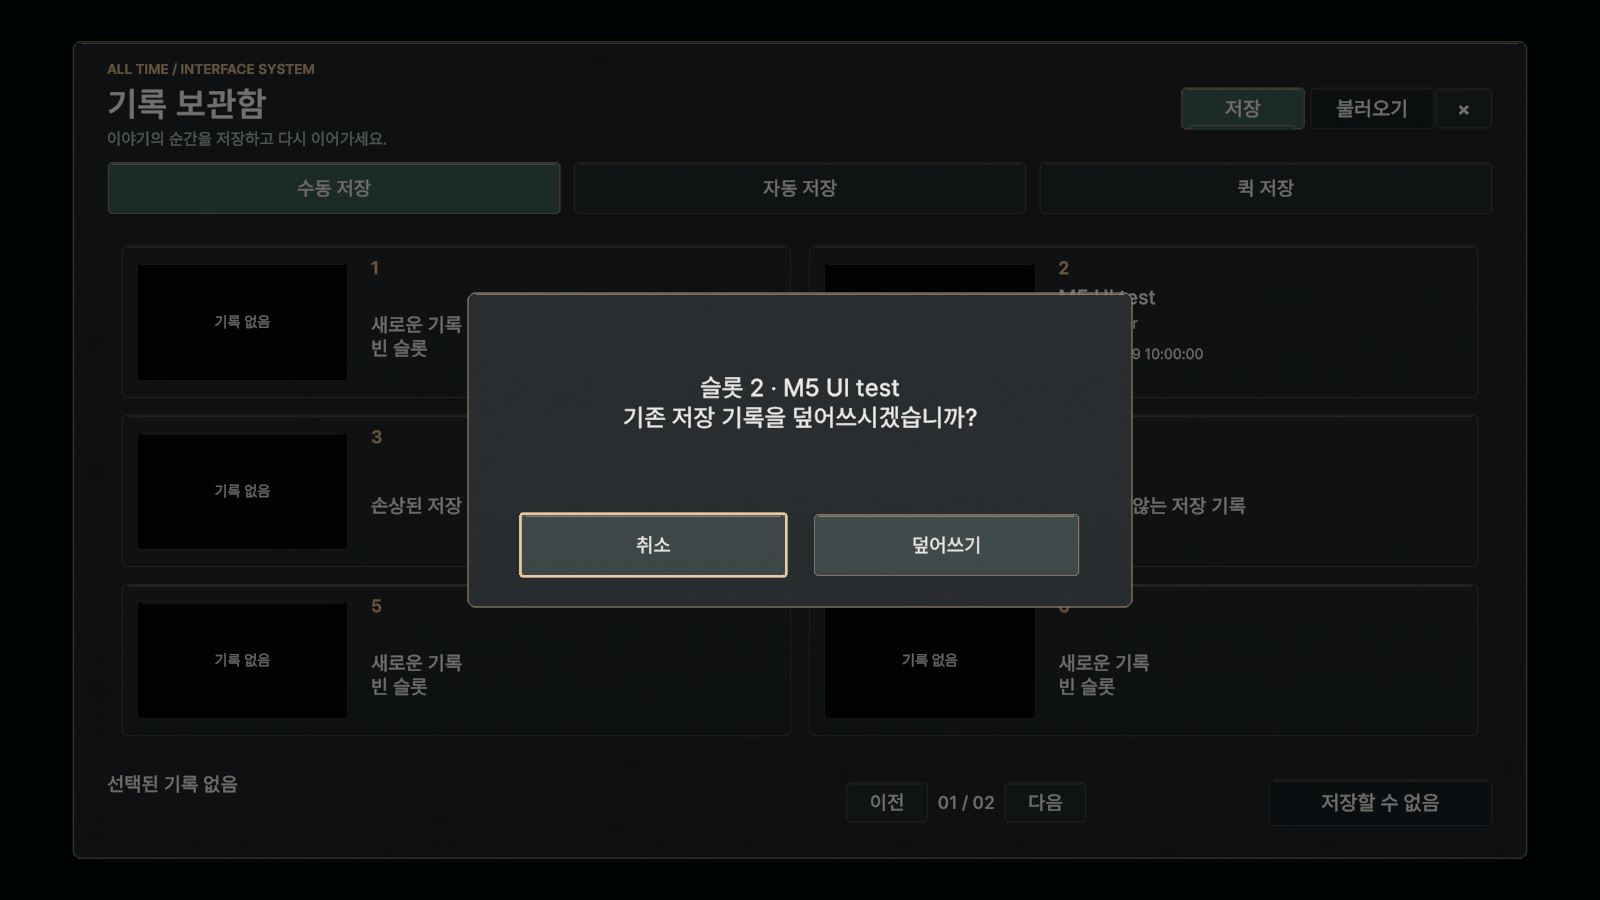 ALL TIME / INTERFACE SYSTEM
기록 보관함
이야기의 순간을 저장하고 다시 이어가세요.
저장
불러오기
×
수동 저장
자동 저장
퀵 저장
1
기록 없음
새로운 기록
빈 슬롯
2
test
9 10:00:00
슬롯 2 · M5 UI test
기존 저장 기록을 덮어쓰시겠습니까?
취소
덮어쓰기
3
기록 없음
손상된 저장
않는 저장 기록
5
기록 없음
새로운 기록
빈 슬롯
기록 없음
새로운 기록
빈 슬롯
선택된 기록 없음
이전
01 / 02
다음
저장할 수 없음